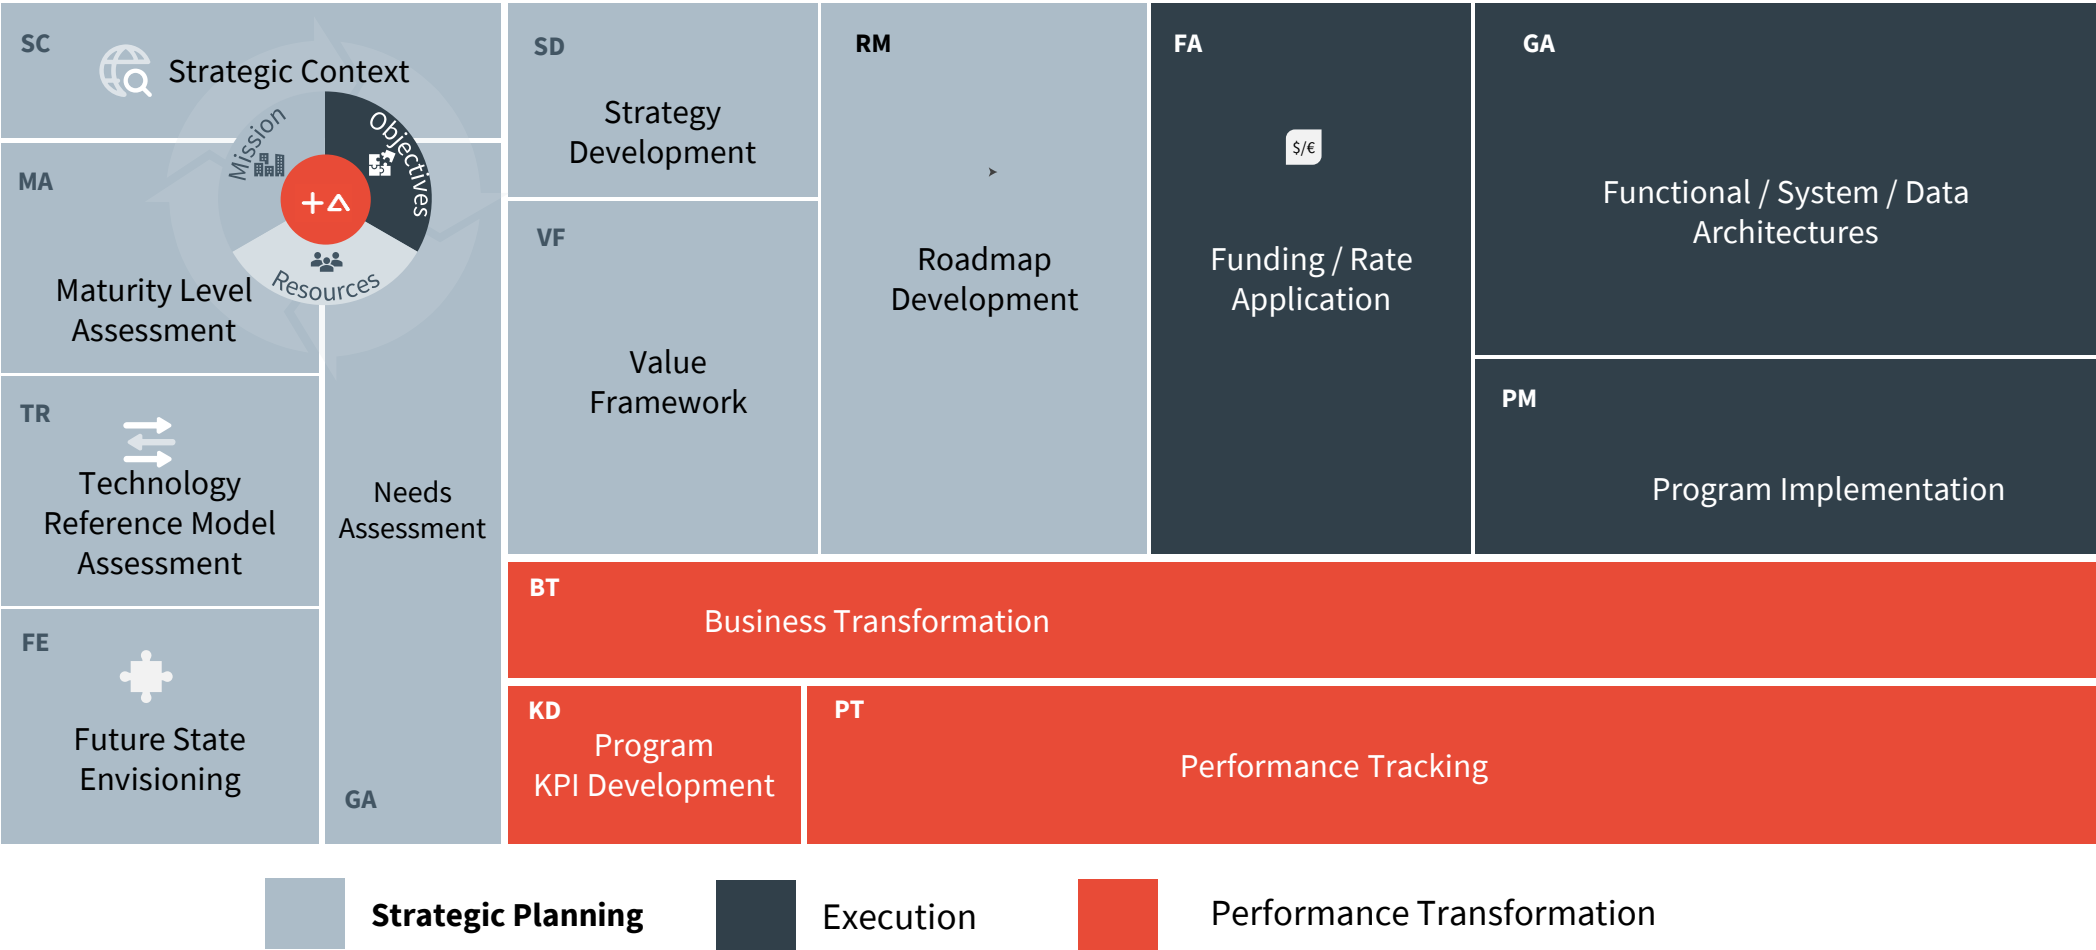 SC
Strategic Context
Mission
Objectives
Resources
MA
Maturity Level
Assessment
TR
Technology
Reference Model
Assessment
FE
Future State
Envisioning
Needs
Assessment
GA
SD
Strategy
Development
VF
Value
Framework
RM
Roadmap
Development
FA
$/€
Funding / Rate
Application
GA
Functional / System / Data
Architectures
PM
Program Implementation
BT
Business Transformation
KD
Program
KPI Development
PT
Performance Tracking
Strategic Planning
Execution
Performance Transformation